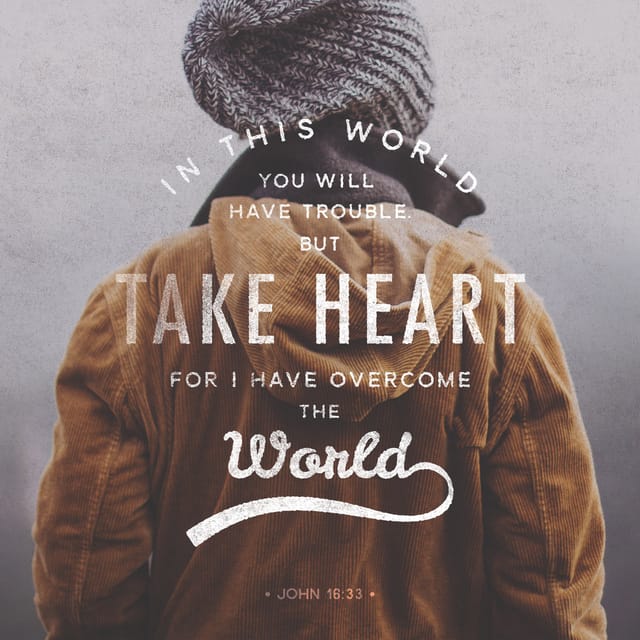 IN THIS WORLD
YOU WILL
HAVE TROUBLE.
BUT
TAKE HEART
FOR I HAVE OVERCOME
THE
World
• JOHN 16:33 •